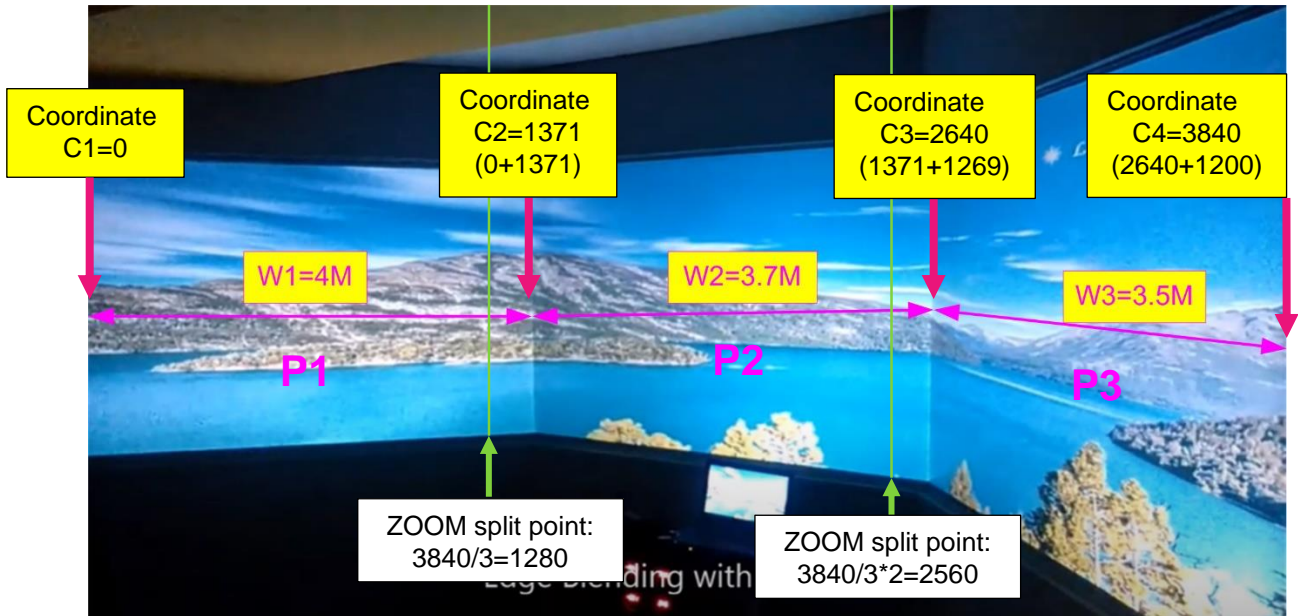 Coordinate
C1=0
Coordinate
C2=1371
(0+1371)
Coordinate
C3=2640
(1371+1269)
Coordinate
C4=3840
(2640+1200)
W1=4M
W2=3.7M
W3=3.5M
P1
P2
P3
ZOOM split point:
3840/3=1280
ZOOM split point:
3840/3*2=2560
Edge Blending with